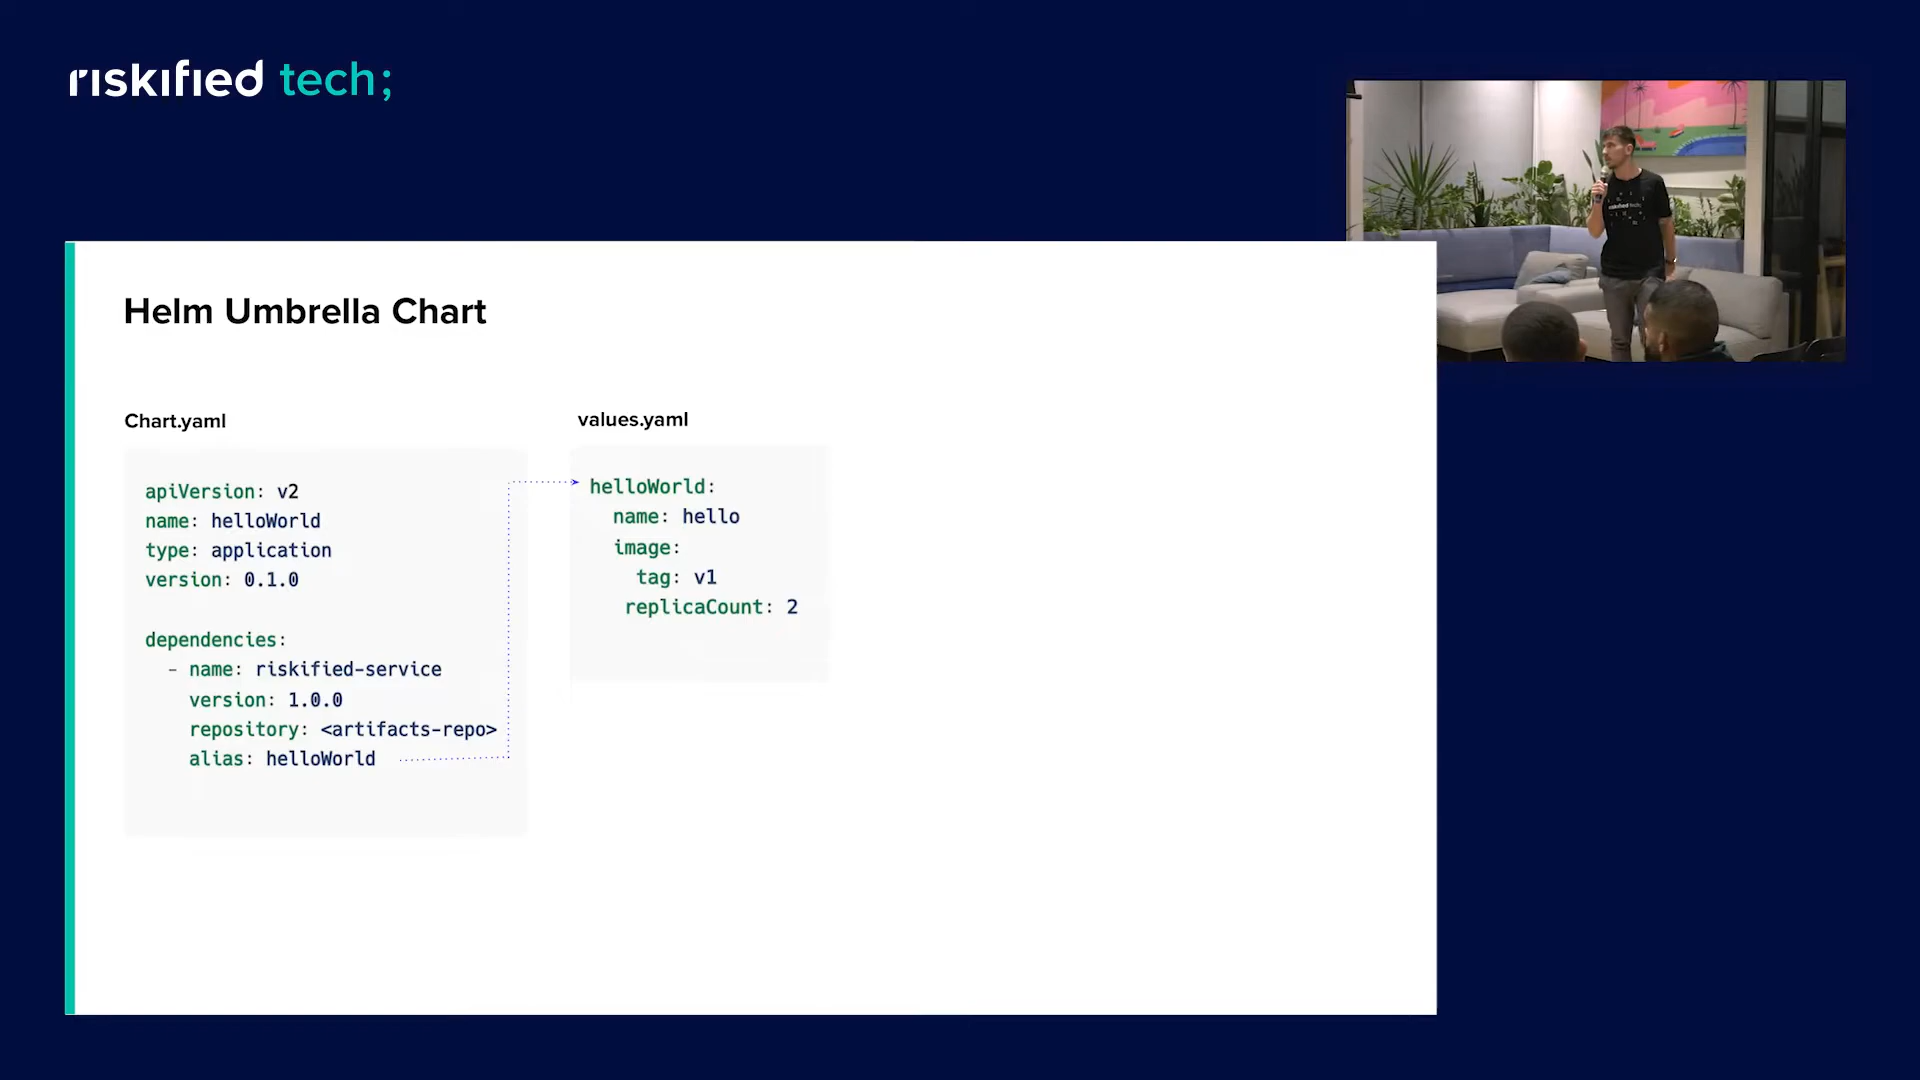 riskified tech;
Helm Umbrella Chart
Chart.yaml
apiVersion: v2
name: helloWorld
type: application
version: 0.1.0
dependencies:
- name: riskified-service
version: 1.0.0
repository: <artifacts-repo>
alias: helloWorld
values.yaml
helloWorld:
name: hello
image:
tag: v1
replicaCount: 2
riskified tech;